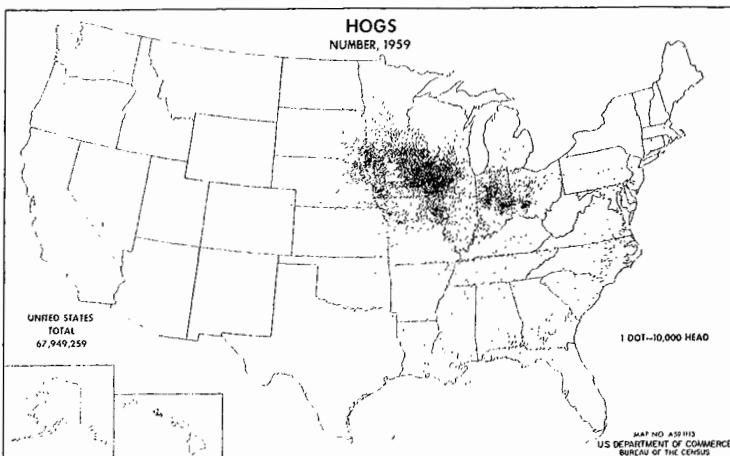 HOGS
NUMBER, 1959
UNITED STATES
TOTAL
67,949,259
1 DOT—10,000 HEAD
MAP NO. A59-1113
US DEPARTMENT OF COMMERCE
BUREAU OF THE CENSUS